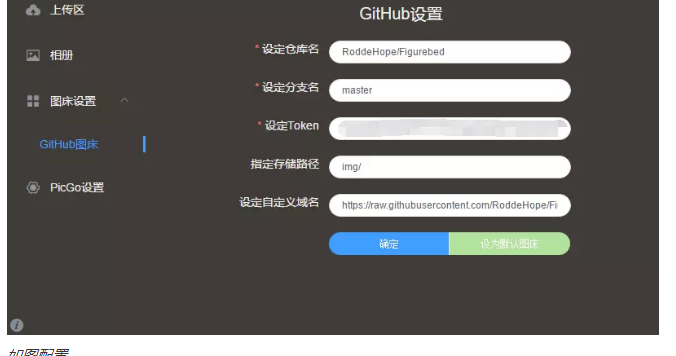 上传区
相册
图床设置
GitHub图床
PicGo设置
GitHub设置
* 设定仓库名 RoddeHope/Figurebed
* 设定分支名 master
* 设定Token
指定存储路径 img/
设定自定义域名 https://raw.githubusercontent.com/RoddeHope/Fi
确定 设为默认图床
如图配置